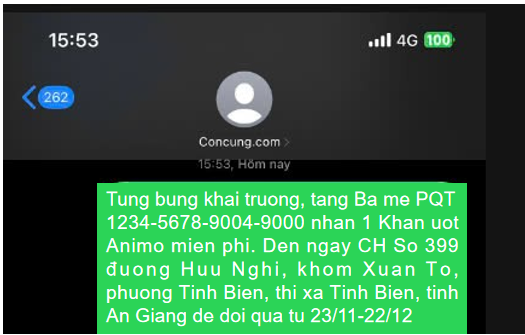 15:53
4G 100
262
Concung.com
15:53, Hôm nay
Tung bung khai truong, tang Ba me PQT
1234-5678-9004-9000 nhan 1 Khan uot
Animo mien phi. Den ngay CH So 399
đuong Huu Nghi, khom Xuan To,
phuong Tinh Bien, thi xa Tinh Bien, tinh
An Giang de doi qua tu 23/11-22/12